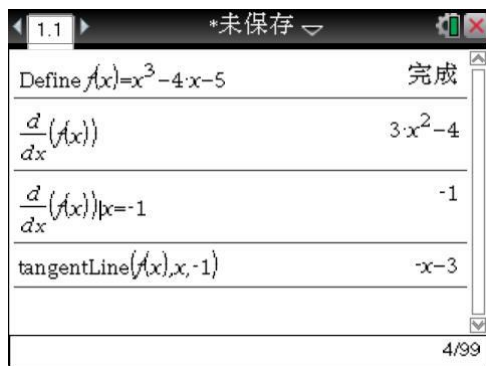 1.1 *未保存
Define f(x)=x³−4·x−5 完成
d/dx(f(x)) 3·x²−4
d/dx(f(x))|x=-1 -1
tangentLine(f(x),x,-1) -x−3
4/99